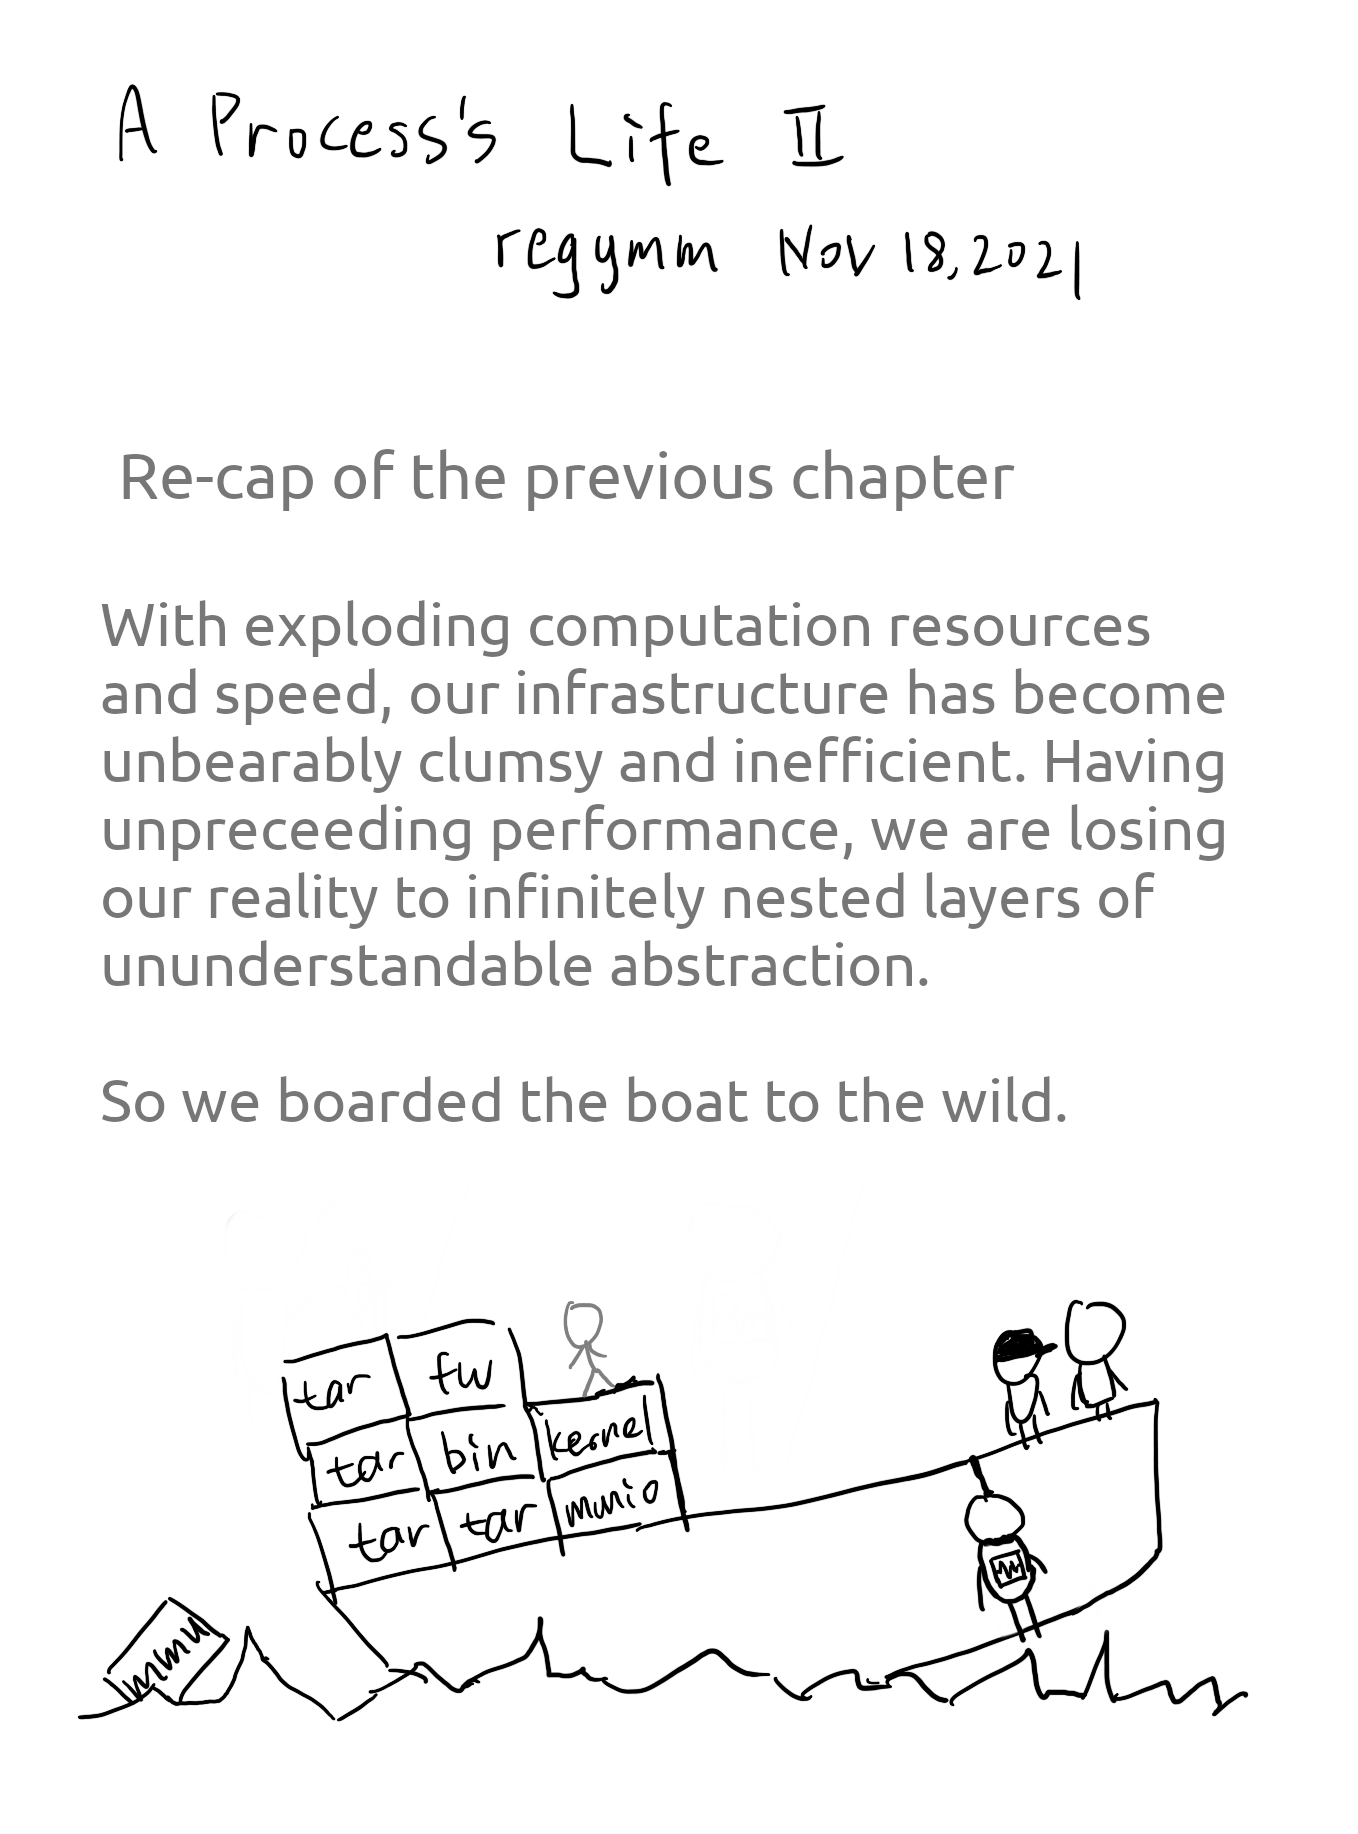 A Process's Life II
regymm Nov 18, 2021
Re-cap of the previous chapter
With exploding computation resources
and speed, our infrastructure has become
unbearably clumsy and inefficient. Having
unpreceeding performance, we are losing
our reality to infinitely nested layers of
ununderstandable abstraction.
So we boarded the boat to the wild.
tar fw
tar bin kernel
tar tar mmio
mmu